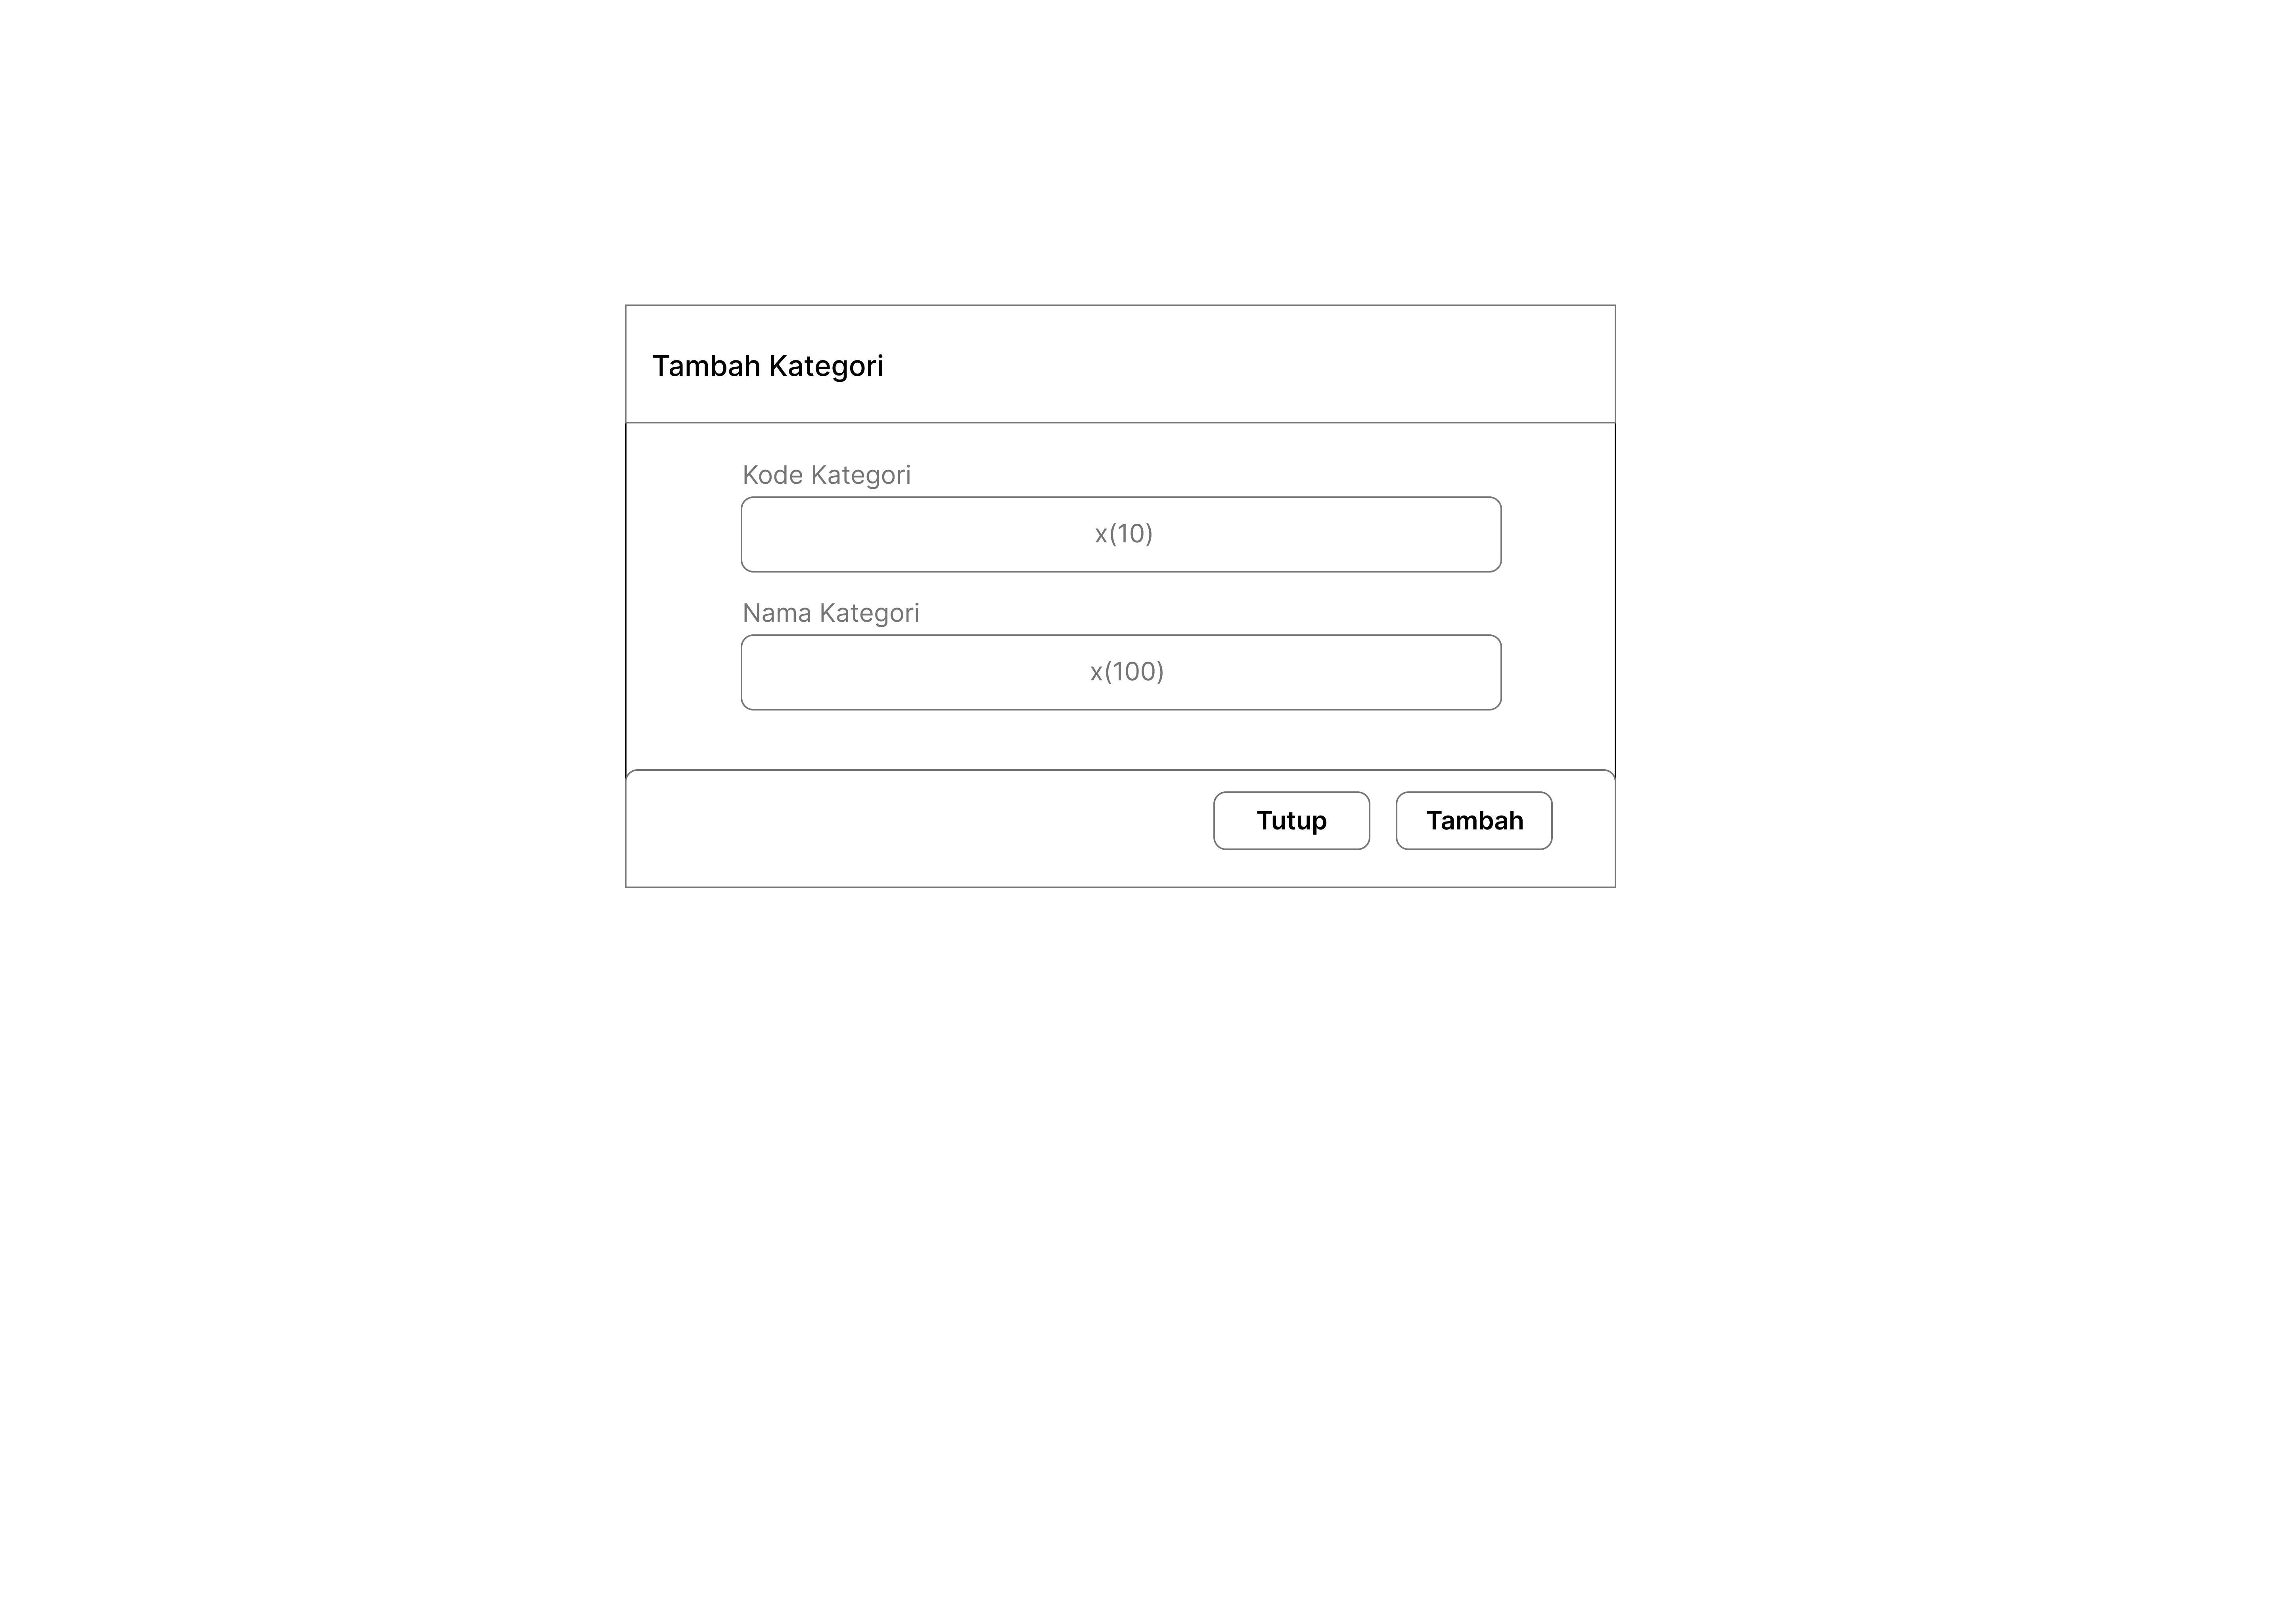 Tambah Kategori
Kode Kategori
x(10)
Nama Kategori
x(100)
Tutup Tambah